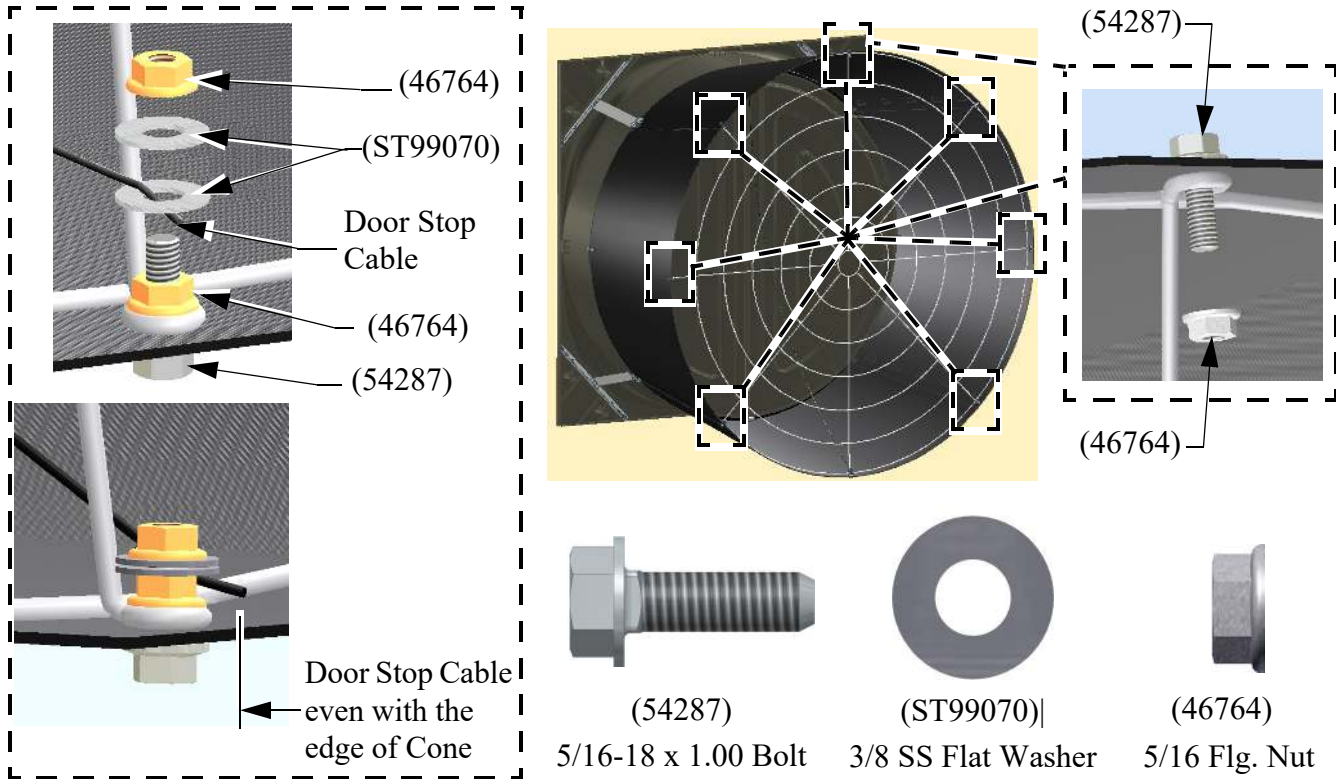 (46764)
(ST99070)
Door Stop
Cable
(46764)
(54287)
Door Stop Cable
even with the
edge of Cone
(54287)
(46764)
(54287)
5/16-18 x 1.00 Bolt
(ST99070)|
3/8 SS Flat Washer
(46764)
5/16 Flg. Nut